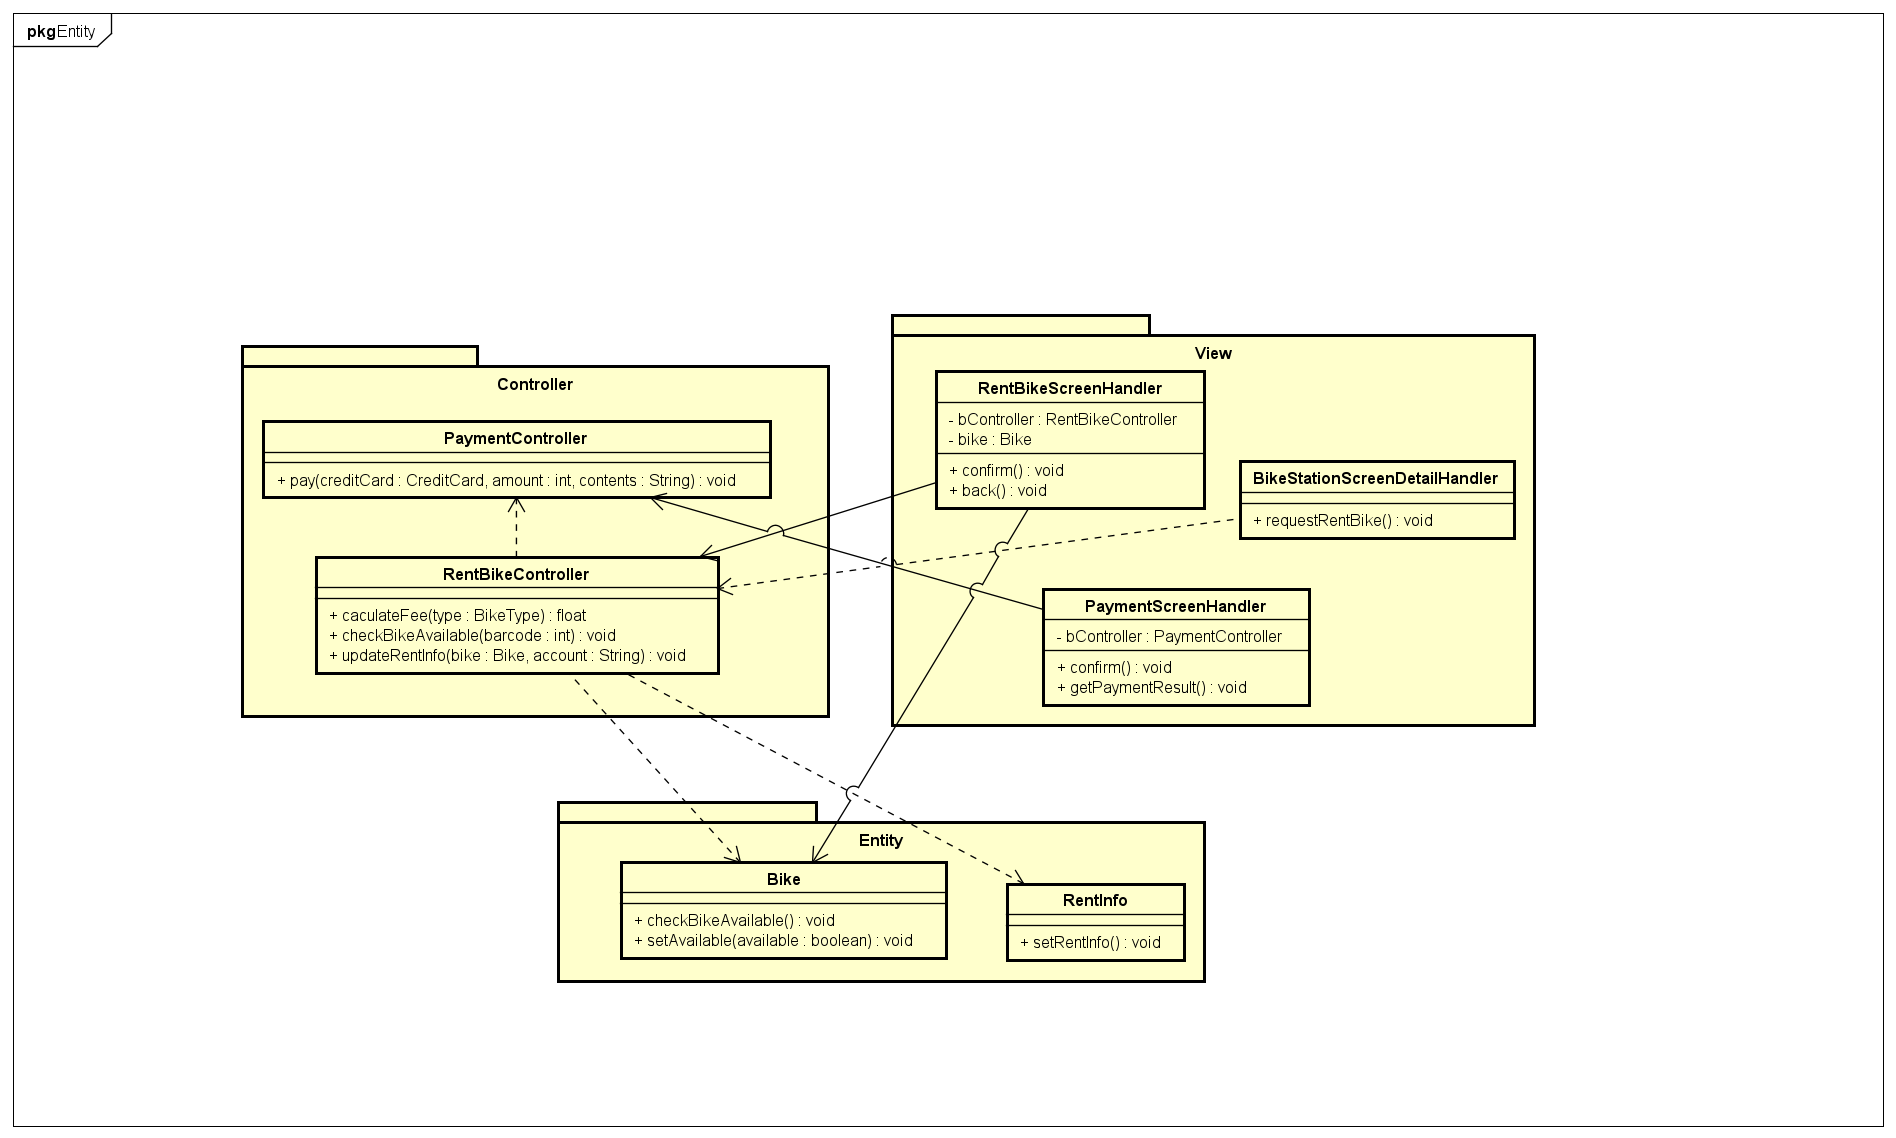 pkgEntity
Controller
PaymentController
+ pay(creditCard : CreditCard, amount : int, contents : String) : void
RentBikeController
+ caculateFee(type : BikeType) : float
+ checkBikeAvailable(barcode : int) : void
+ updateRentInfo(bike : Bike, account : String) : void
View
RentBikeScreenHandler
- bController : RentBikeController
- bike : Bike
+ confirm() : void
+ back() : void
BikeStationScreenDetailHandler
+ requestRentBike() : void
PaymentScreenHandler
- bController : PaymentController
+ confirm() : void
+ getPaymentResult() : void
Entity
Bike
+ checkBikeAvailable() : void
+ setAvailable(available : boolean) : void
RentInfo
+ setRentInfo() : void